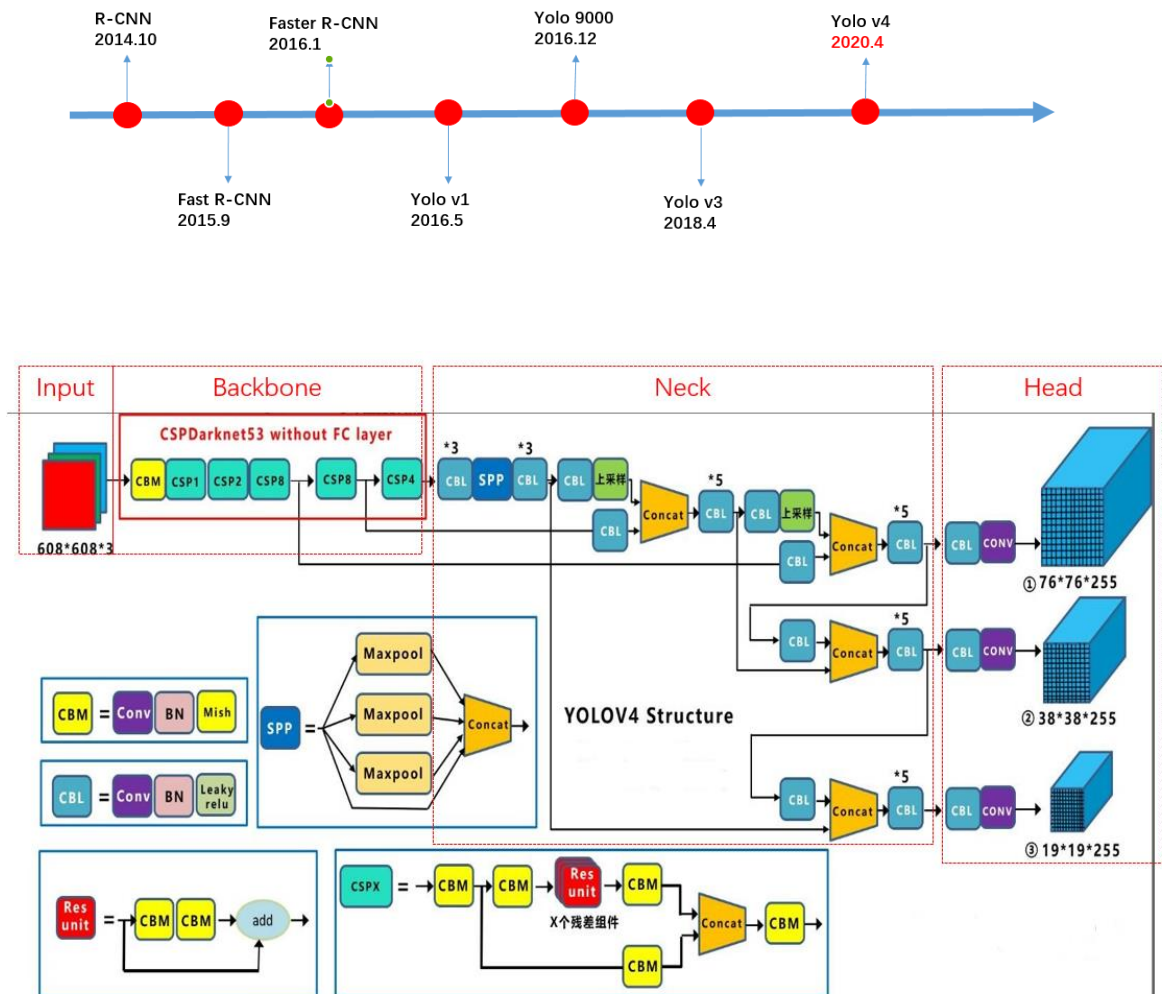 R-CNN
2014.10
Faster R-CNN
2016.1
Yolo 9000
2016.12
Yolo v4
2020.4
Fast R-CNN
2015.9
Yolo v1
2016.5
Yolo v3
2018.4
Input
Backbone
Neck
Head
CSPDarknet53 without FC layer
*3
*3
CBM
CSP1
CSP2
CSP8
CSP8
CSP4
CBL
SPP
CBL
CBL
上采样
Concat
*5
CBL
CBL
上采样
CBL
Concat
*5
CBL
CBL
CBL
CONV
608*608*3
①76*76*255
CBL
Concat
*5
CBL
CBL
CONV
②38*38*255
YOLOV4 Structure
CBL
Concat
*5
CBL
CBL
CONV
③19*19*255
CBM
=
Conv
BN
Mish
CBL
=
Conv
BN
Leaky
relu
SPP
=
Maxpool
Maxpool
Maxpool
Concat
Res
unit
=
CBM
CBM
add
CSPX
=
CBM
CBM
Res
unit
CBM
X个残差组件
CBM
Concat
CBM